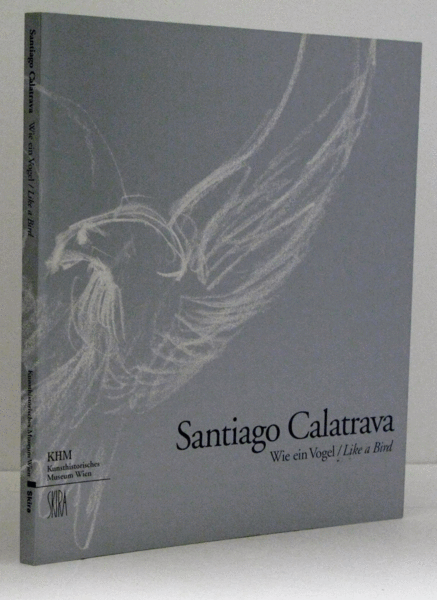 Santiago Calatrava Wie ein Vogel / Like a Bird Kunsthistorisches Museum Wien Skira
Santiago Calatrava
Wie ein Vogel / Like a Bird
KHM
Kunsthistorisches
Museum Wien
SKIRA